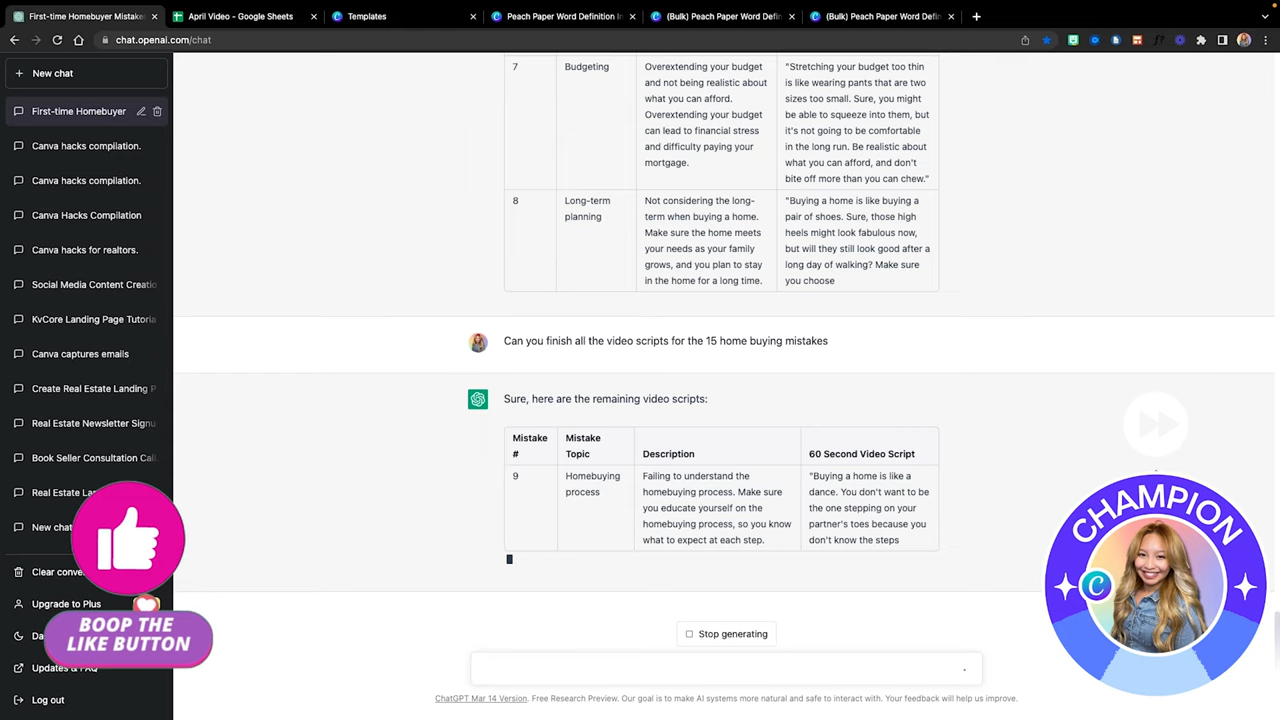 First-time Homebuyer Mistake
April Video - Google Sheets
Templates
Peach Paper Word Definition In
(Bulk) Peach Paper Word Defin
(Bulk) Peach Paper Word Defin
chat.openai.com/chat
New chat
First-time Homebuyer
Canva hacks compilation.
Canva hacks compilation.
Canva Hacks Compilation
Canva hacks for realtors.
Social Media Content Creatio
KvCore Landing Page Tutoria
Canva captures emails
Create Real Estate Landing P
Real Estate Newsletter Signu
Book Seller Consultation Cal
Real Estate La
New chat
Clear conve
Upgrade to Plus
Da
Updates & FAQ
Log out
BOOP THE
LIKE BUTTON
7
Budgeting
Overextending your budget
and not being realistic about
what you can afford.
Overextending your budget
can lead to financial stress
and difficulty paying your
mortgage.
"Stretching your budget too thin
is like wearing pants that are two
sizes too small. Sure, you might
be able to squeeze into them, but
it's not going to be comfortable
in the long run. Be realistic about
what you can afford, and don't
bite off more than you can chew."
8
Long-term
planning
Not considering the long-
term when buying a home.
Make sure the home meets
your needs as your family
grows, and you plan to stay
in the home for a long time.
"Buying a home is like buying a
pair of shoes. Sure, those high
heels might look fabulous now,
but will they still look good after a
long day of walking? Make sure
you choose
Can you finish all the video scripts for the 15 home buying mistakes
Sure, here are the remaining video scripts:
Mistake
#
Mistake
Topic
Description
60 Second Video Script
9
Homebuying
process
Failing to understand the
homebuying process. Make sure
you educate yourself on the
homebuying process, so you know
what to expect at each step.
"Buying a home is like a
dance. You don't want to be
the one stepping on your
partner's toes because you
don't know the steps
Stop generating
ChatGPT Mar 14 Version. Free Research Preview. Our goal is to make AI systems more natural and safe to interact with. Your feedback will help us improve.
CHAMPION